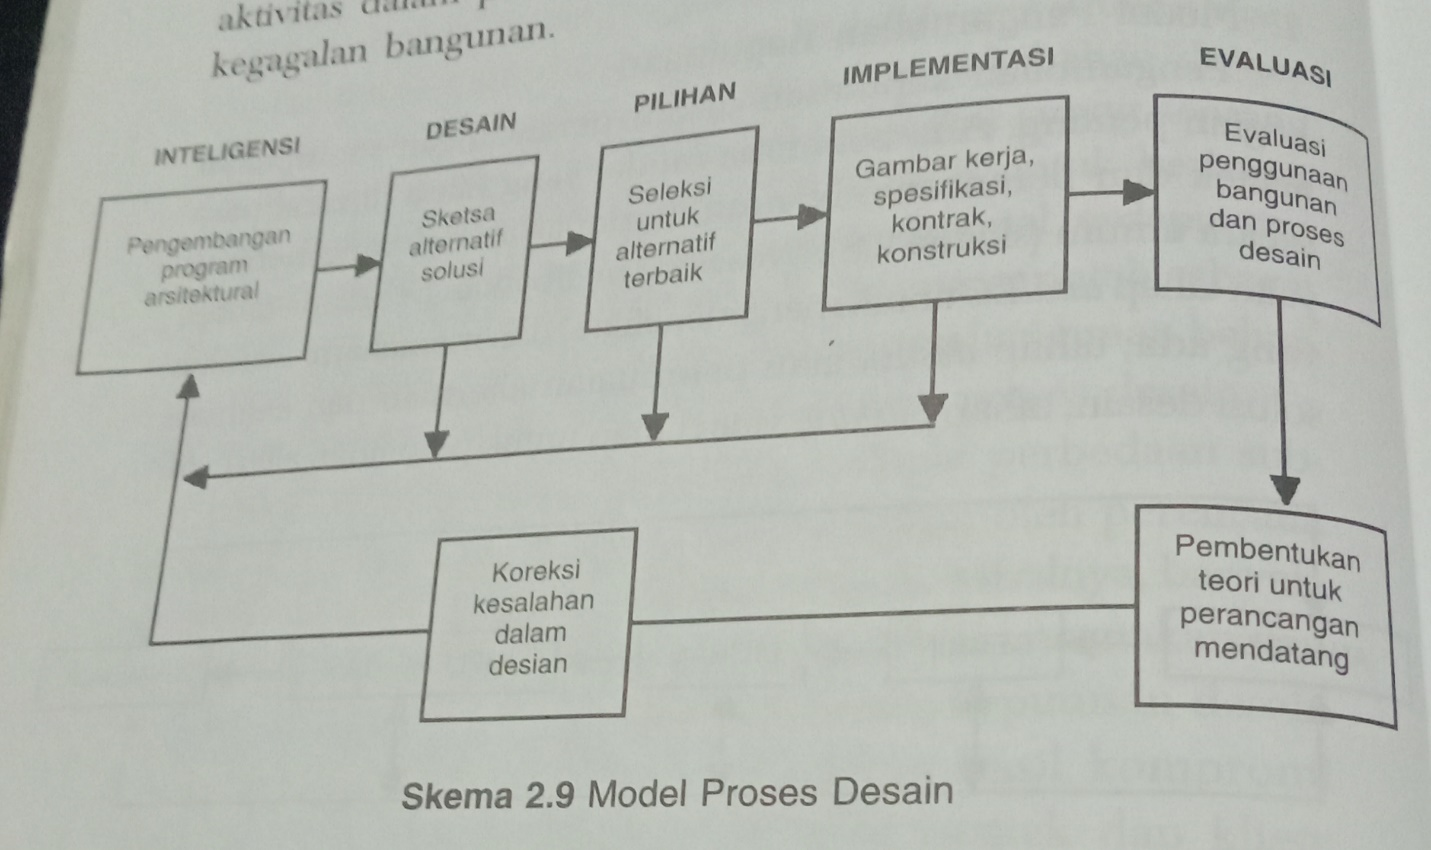 aktivitas
kegagalan bangunan.
INTELIGENSI
Pengembangan
program
arsitektural
DESAIN
Sketsa
alternatif
solusi
PILIHAN
Seleksi
untuk
alternatif
terbaik
IMPLEMENTASI
Gambar kerja,
spesifikasi,
kontrak,
konstruksi
EVALUASI
Evaluasi
penggunaan
bangunan
dan proses
desain
Koreksi
kesalahan
dalam
desian
Pembentukan
teori untuk
perancangan
mendatang
Skema 2.9 Model Proses Desain